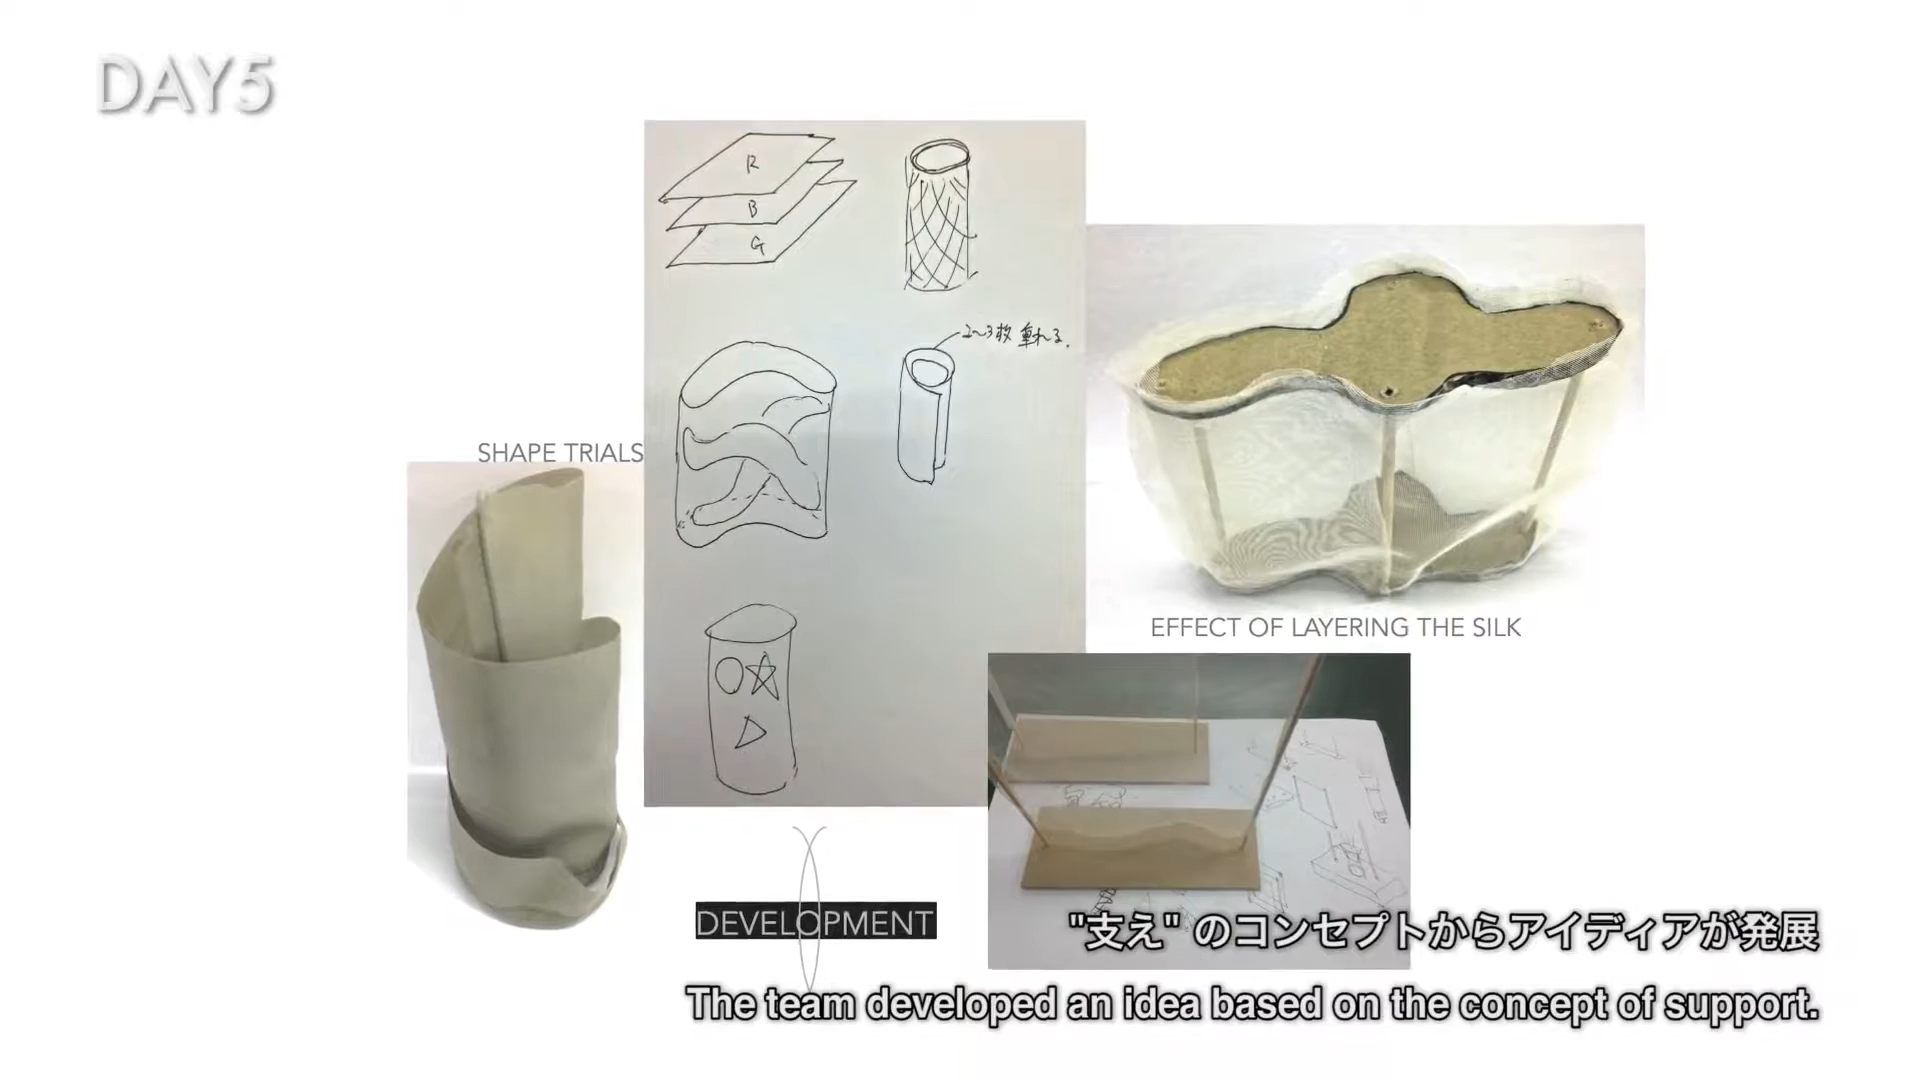 DAY5
R
B
G
2〜3枚 重れる.
SHAPE TRIALS
EFFECT OF LAYERING THE SILK
DEVELOPMENT
"支え" のコンセプトからアイディアが発展
The team developed an idea based on the concept of support.